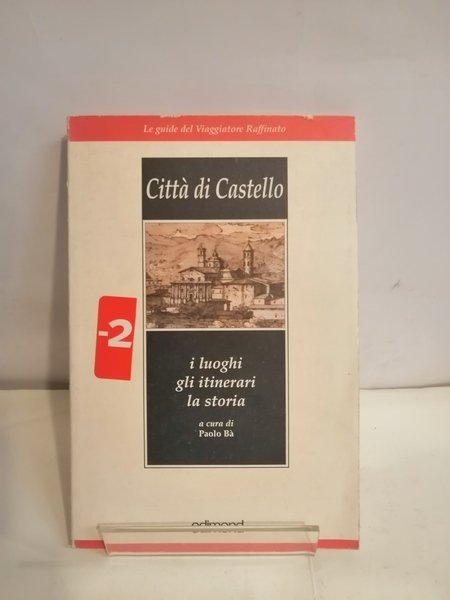 Le guide del Viaggiatore Raffinato
Città di Castello
-2
i luoghi
gli itinerari
la storia
a cura di
Paolo Bà
edimond